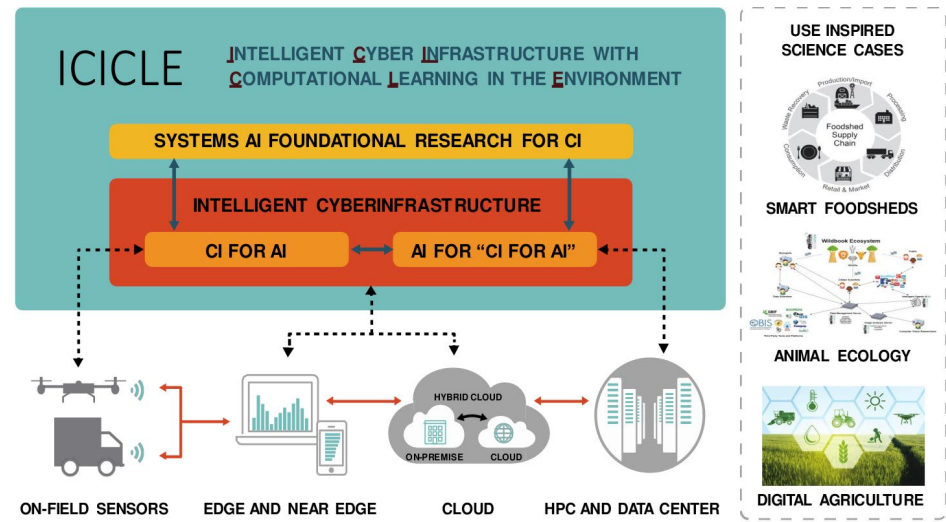 ICICLE
INTELLIGENT CYBER INFRASTRUCTURE WITH
COMPUTATIONAL LEARNING IN THE ENVIRONMENT
SYSTEMS AI FOUNDATIONAL RESEARCH FOR CI
INTELLIGENT CYBERINFRASTRUCTURE
CI FOR AI
AI FOR “CI FOR AI”
HYBRID CLOUD
ON-PREMISE
CLOUD
ON-FIELD SENSORS
EDGE AND NEAR EDGE
CLOUD
HPC AND DATA CENTER
USE INSPIRED
SCIENCE CASES
Production/Import
Processing
Distribution
Retail & Market
Consumption
Waste Recovery
Foodshed
Supply
Chain
SMART FOODSHEDS
Wildbook Ecosystem
OBIS
ANIMAL ECOLOGY
DIGITAL AGRICULTURE